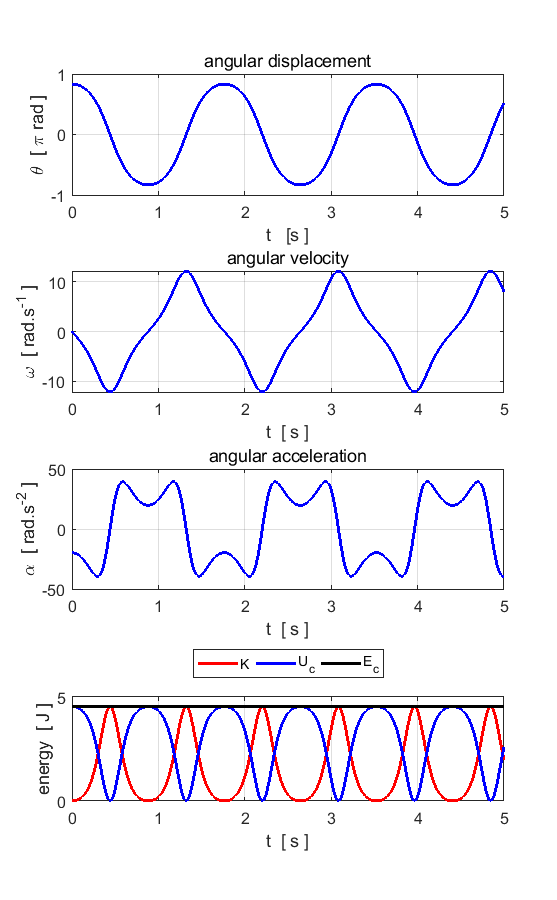 angular displacement
1
0
-1
θ [ π rad ]
0 1 2 3 4 5
t [s ]
angular velocity
10
0
-10
ω [ rad.s-1 ]
0 1 2 3 4 5
t [ s ]
angular acceleration
50
0
-50
α [ rad.s-2 ]
0 1 2 3 4 5
t [ s ]
K Uc Ec
5
0
energy [ J ]
0 1 2 3 4 5
t [ s ]